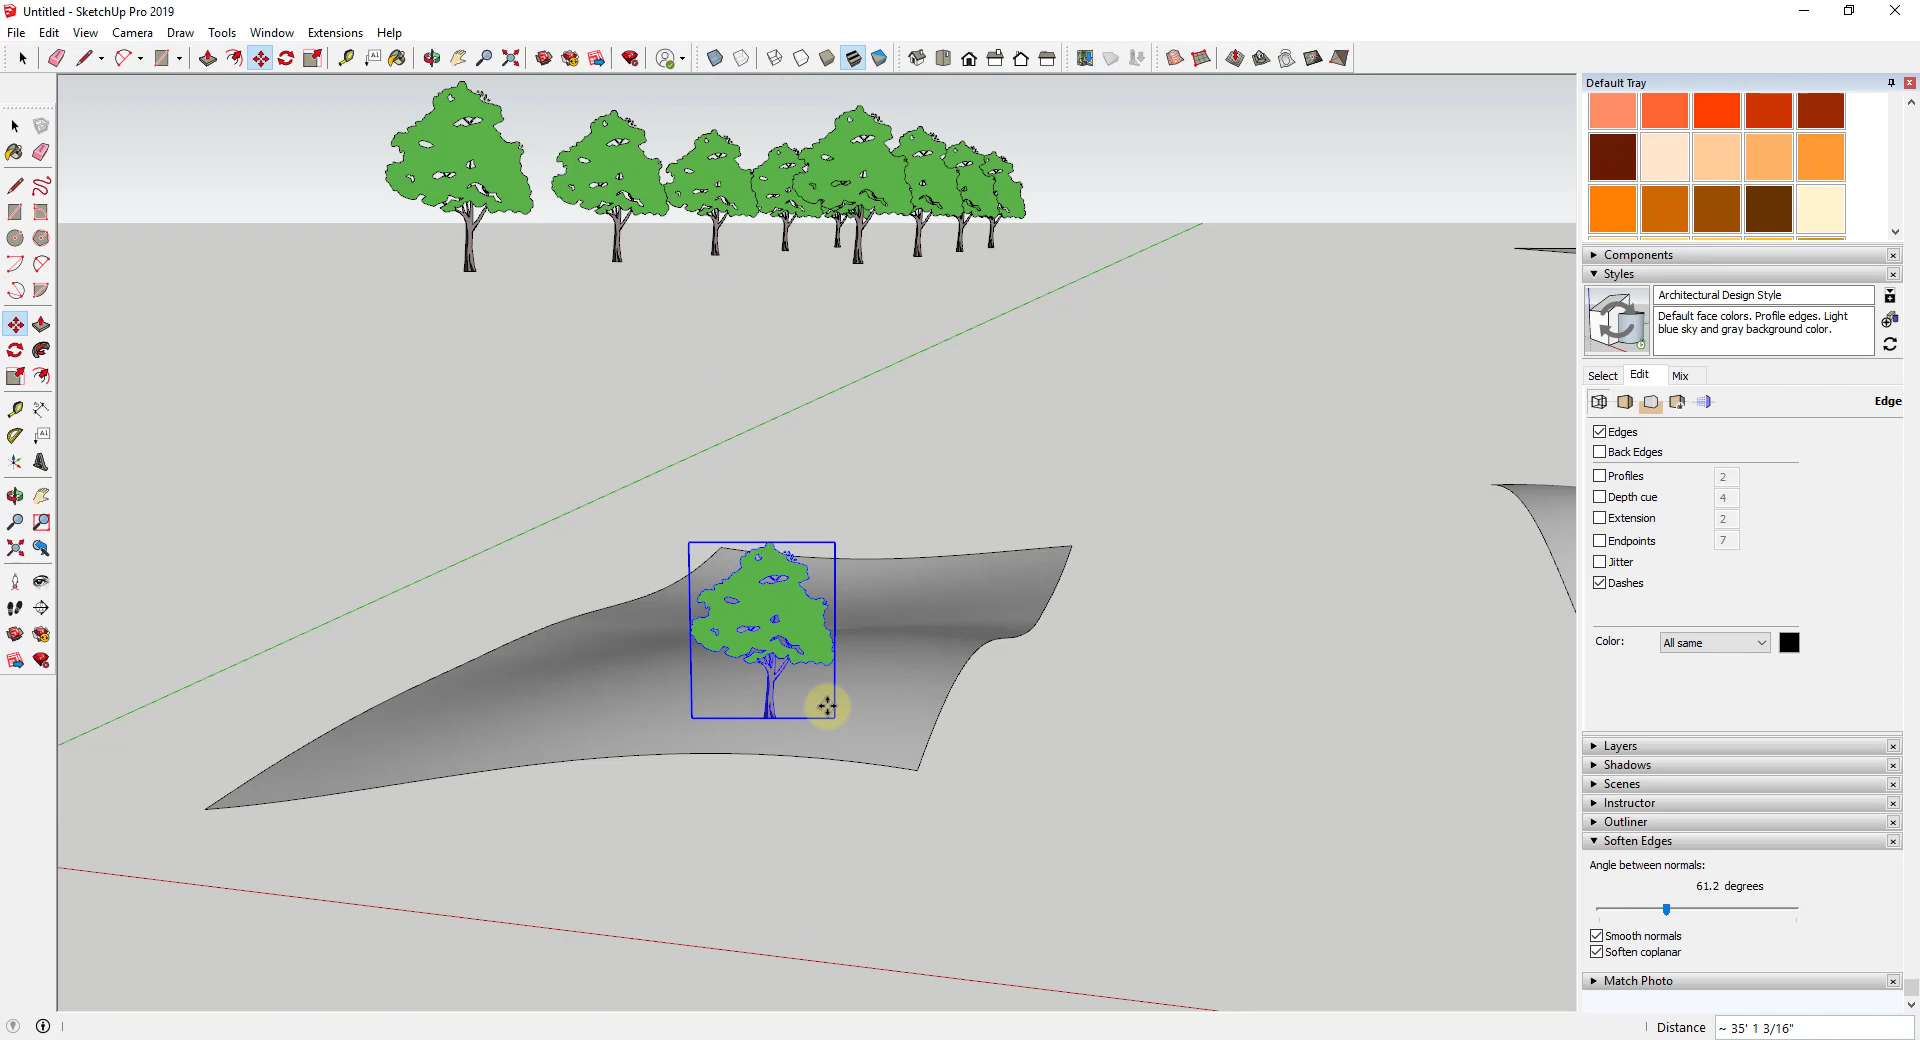 Untitled - SketchUp Pro 2019
File Edit View Camera Draw Tools Window Extensions Help
A1
Default Tray
Components
Styles
Architectural Design Style
Default face colors. Profile edges. Light
blue sky and gray background color.
Select Edit Mix
Edge
Edges
Back Edges
Profiles 2
Depth cue 4
Extension 2
Endpoints 7
Jitter
Dashes
Color: All same
A1
Layers
Shadows
Scenes
Instructor
Outliner
Soften Edges
Angle between normals:
61.2 degrees
Smooth normals
Soften coplanar
Match Photo
Distance ~ 35' 1 3/16"